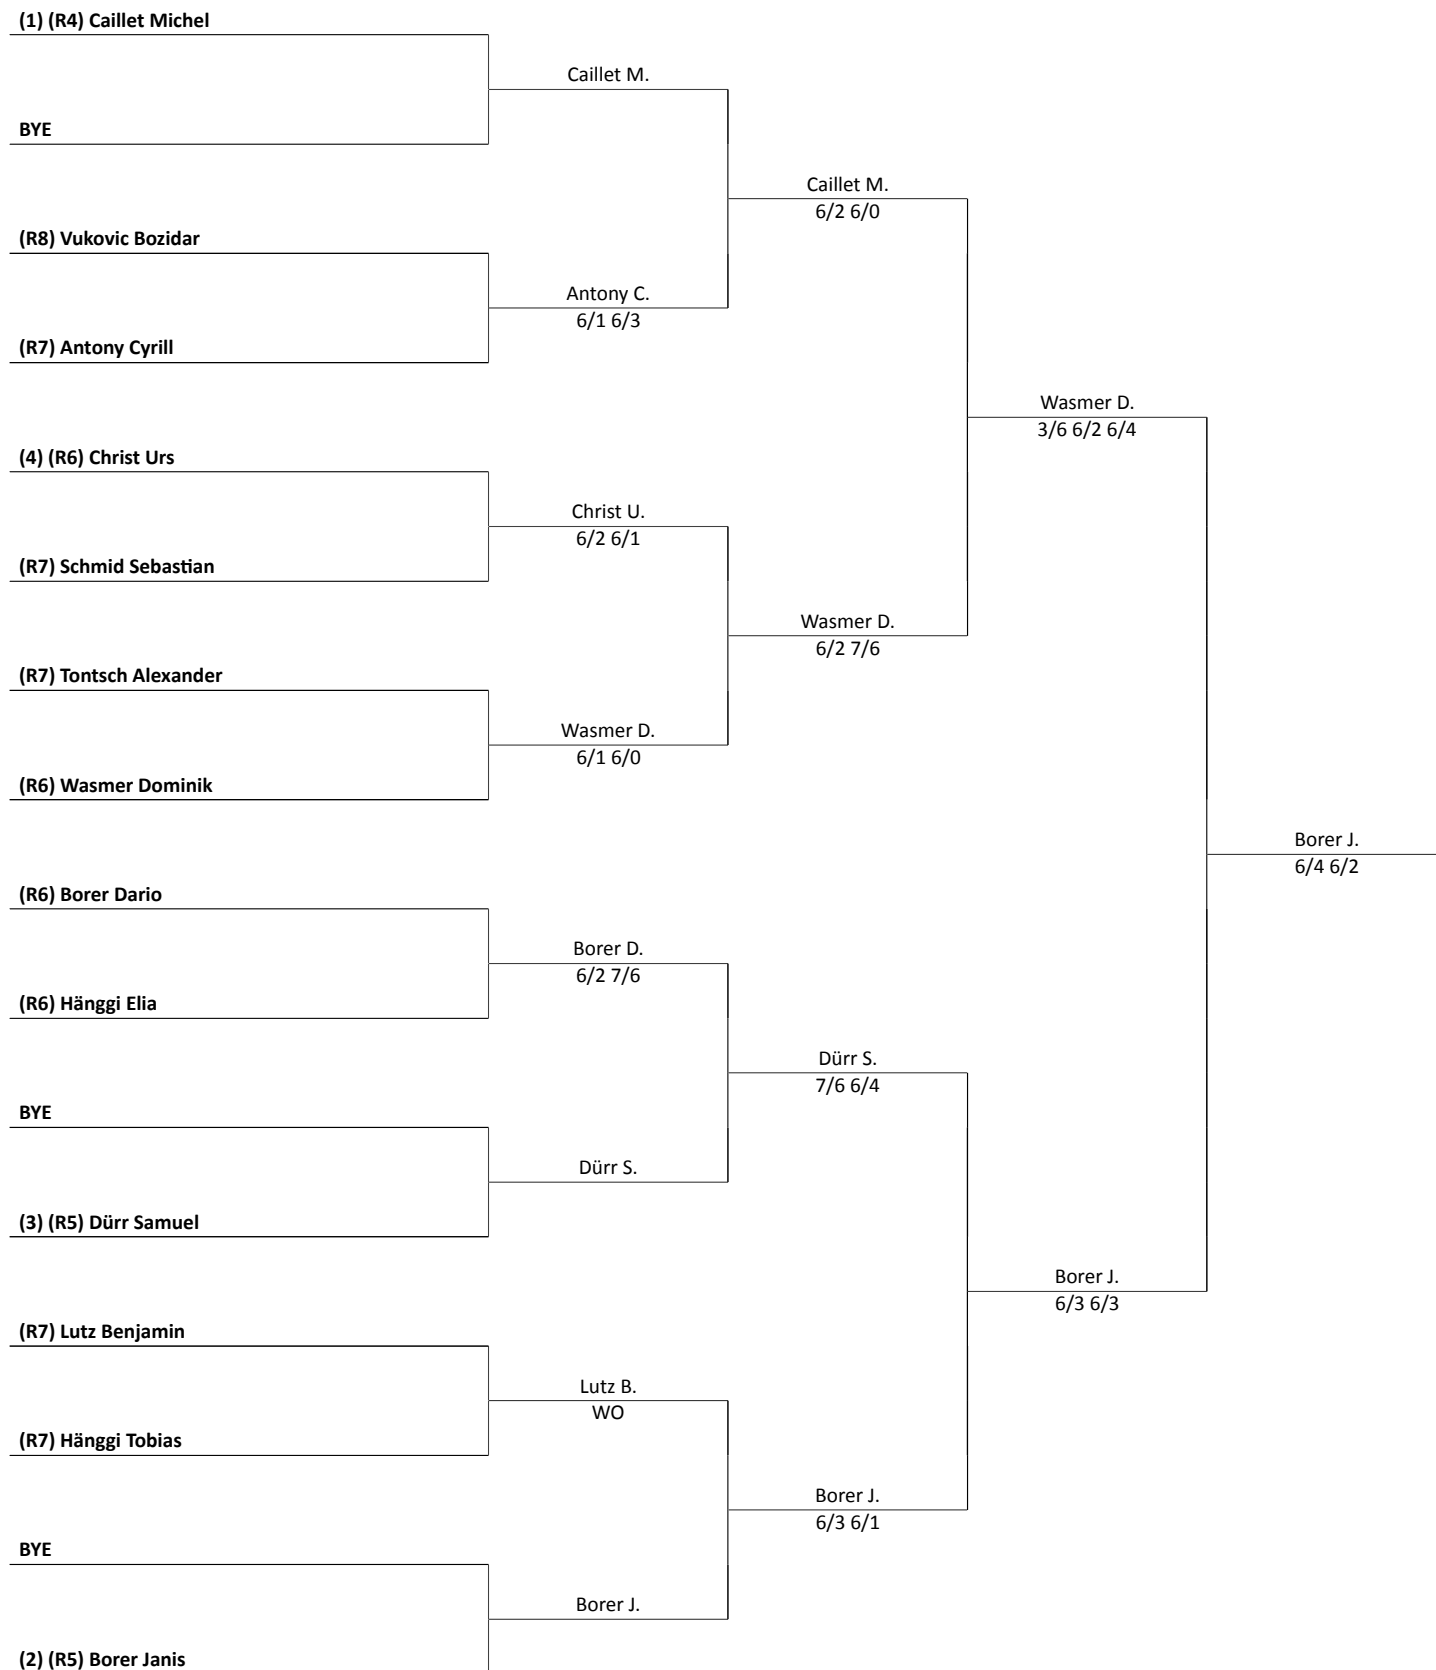 (1) (R4) Caillet Michel
Caillet M.
BYE
Caillet M.
6/2 6/0
(R8) Vukovic Bozidar
Antony C.
6/1 6/3
(R7) Antony Cyrill
Wasmer D.
3/6 6/2 6/4
(4) (R6) Christ Urs
Christ U.
6/2 6/1
(R7) Schmid Sebastian
Wasmer D.
6/2 7/6
(R7) Tontsch Alexander
Wasmer D.
6/1 6/0
(R6) Wasmer Dominik
Borer J.
6/4 6/2
(R6) Borer Dario
Borer D.
6/2 7/6
(R6) Hänggi Elia
Dürr S.
7/6 6/4
BYE
Dürr S.
(3) (R5) Dürr Samuel
Borer J.
6/3 6/3
(R7) Lutz Benjamin
Lutz B.
WO
(R7) Hänggi Tobias
Borer J.
6/3 6/1
BYE
Borer J.
(2) (R5) Borer Janis